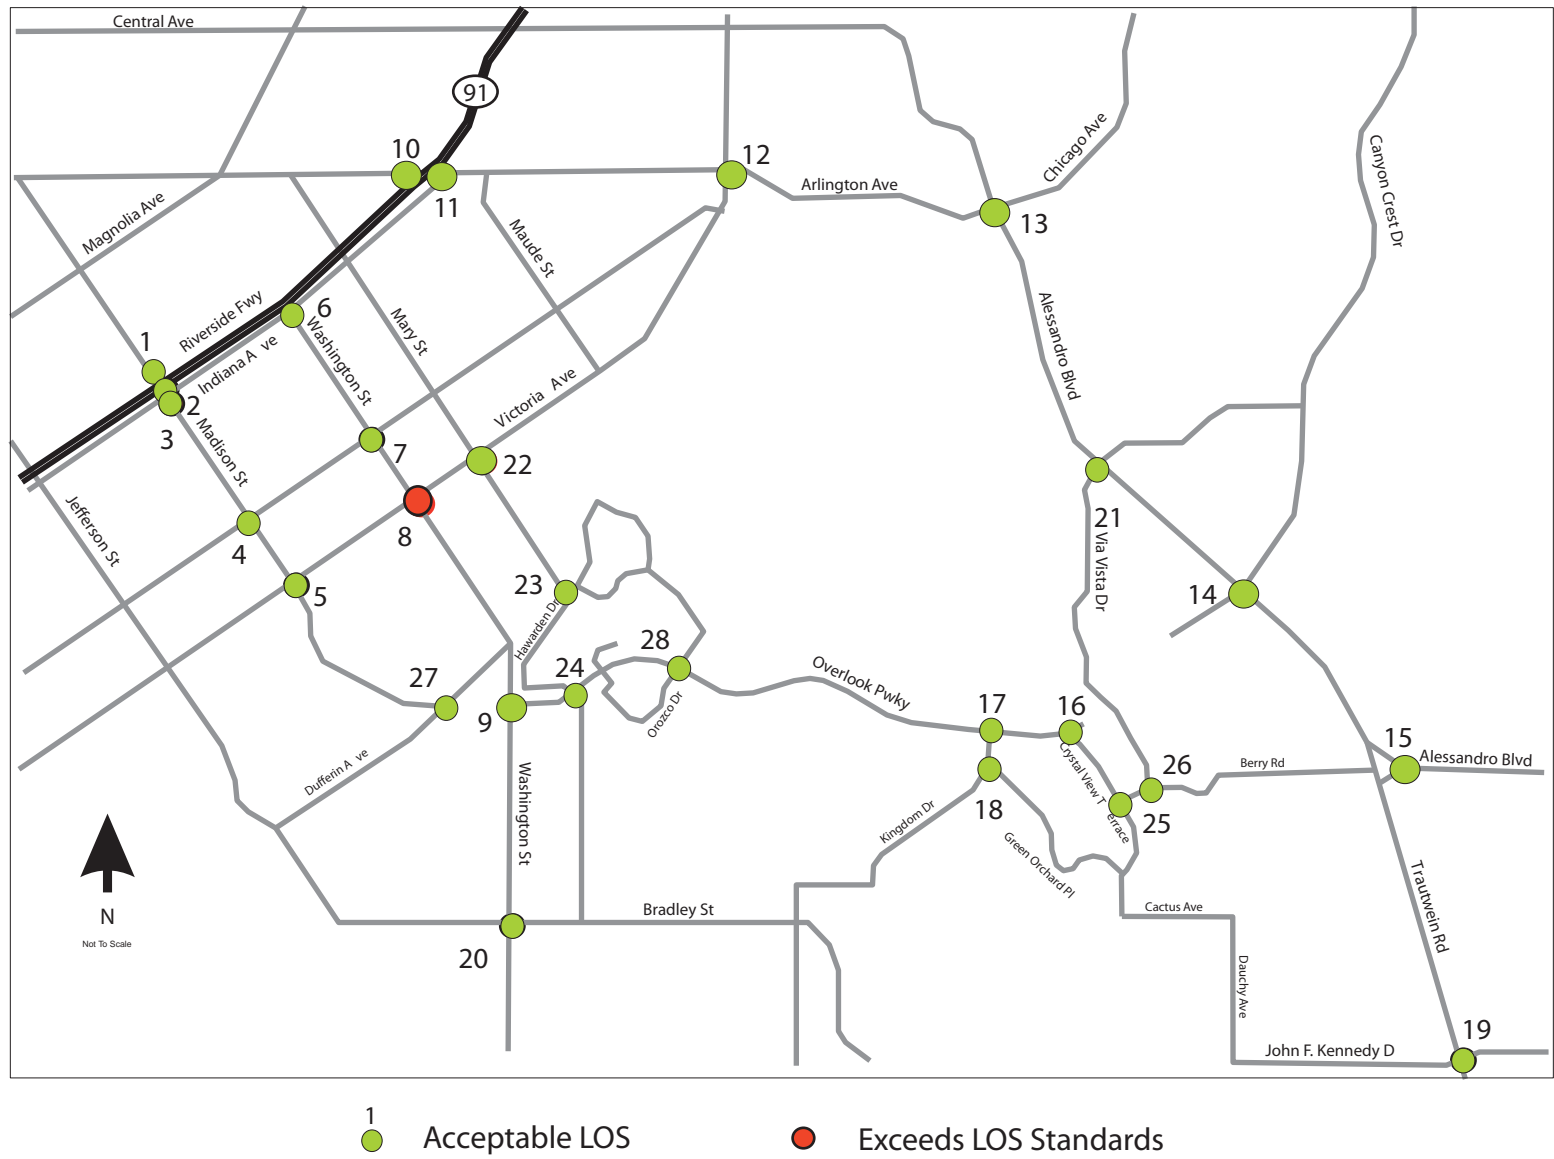 Central Ave
91
10
12
Chicago Ave
Arlington Ave
Canyon Crest Dr
11
13
Magnolia Ave
Maude St
Riverside Fwy
6
1
Indiana A ve
Washington St
Mary St
Alessandro Blvd
2
3
Victoria Ave
Madison St
7
22
Jefferson St
8
4
21
Via Vista Dr
23
5
14
Hawarden Dr
28
24
27
Overlook Pwky
9
Orozco Dr
17
16
15
Alessandro Blvd
Crystal View T errace
26
Berry Rd
Dufferin A ve
Washington St
18
25
Kingdom Dr
Green Orchard Pl
Trautwein Rd
N
Not To Scale
Bradley St
Cactus Ave
20
Dauchy Ave
19
John F. Kennedy D
1
Acceptable LOS
Exceeds LOS Standards